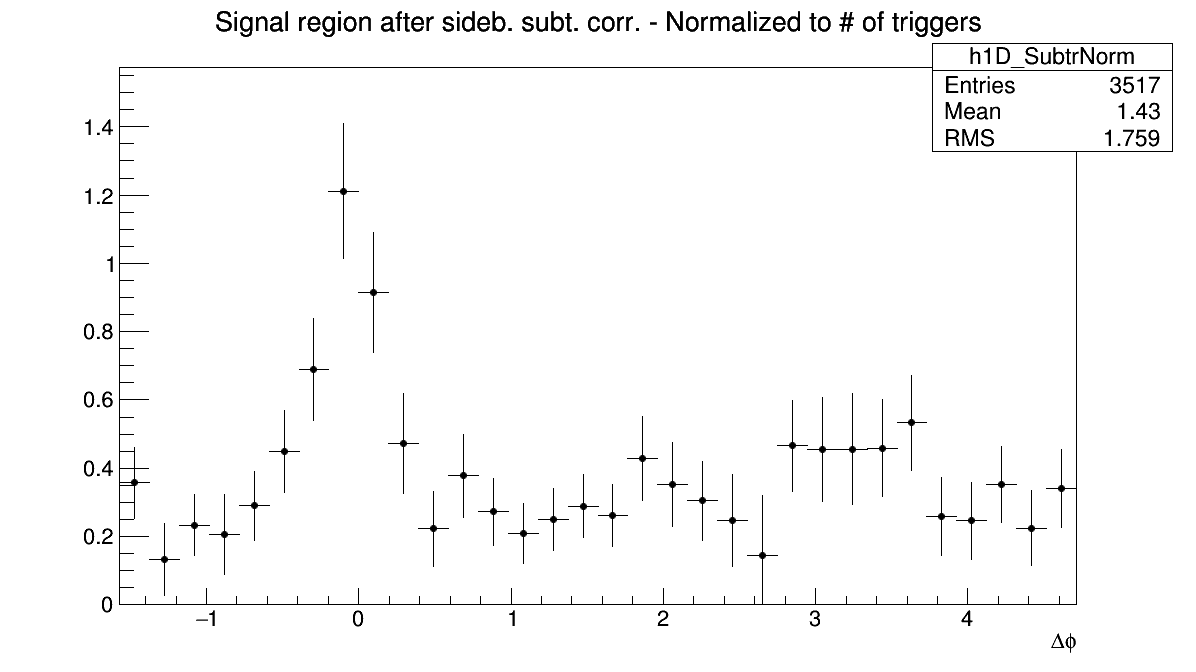 Signal region after sideb. subt. corr. - Normalized to # of triggers
h1D_SubtrNorm
Entries 3517
Mean 1.43
RMS 1.759
1.4
1.2
1
0.8
0.6
0.4
0.2
0
−1 0 1 2 3 4
Δϕ